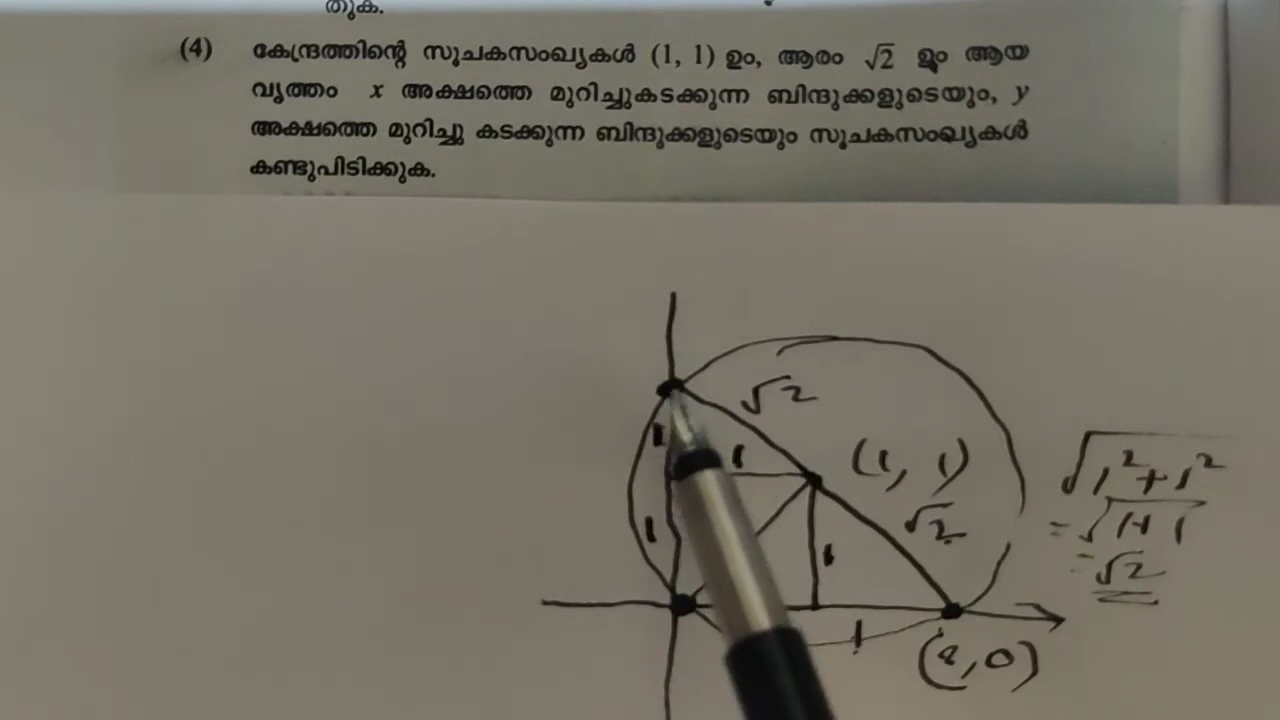 തുക.
(4) കേന്ദ്രത്തിന്റെ സൂചകസംഖ്യകൾ (1, 1) ഉം, ആരം √2 ളും ആയ
വൃത്തം x അക്ഷത്തെ മുറിച്ചുകടക്കുന്ന ബിന്ദുക്കളുടെയും, y
അക്ഷത്തെ മുറിച്ചു കടക്കുന്ന ബിന്ദുക്കളുടെയും സൂചകസംഖ്യകൾ
കണ്ടുപിടിക്കുക.
√2
1 1 (1, 1)
√1²+1²
1 1 √2
= √1+1
= √2
1
(2,0)